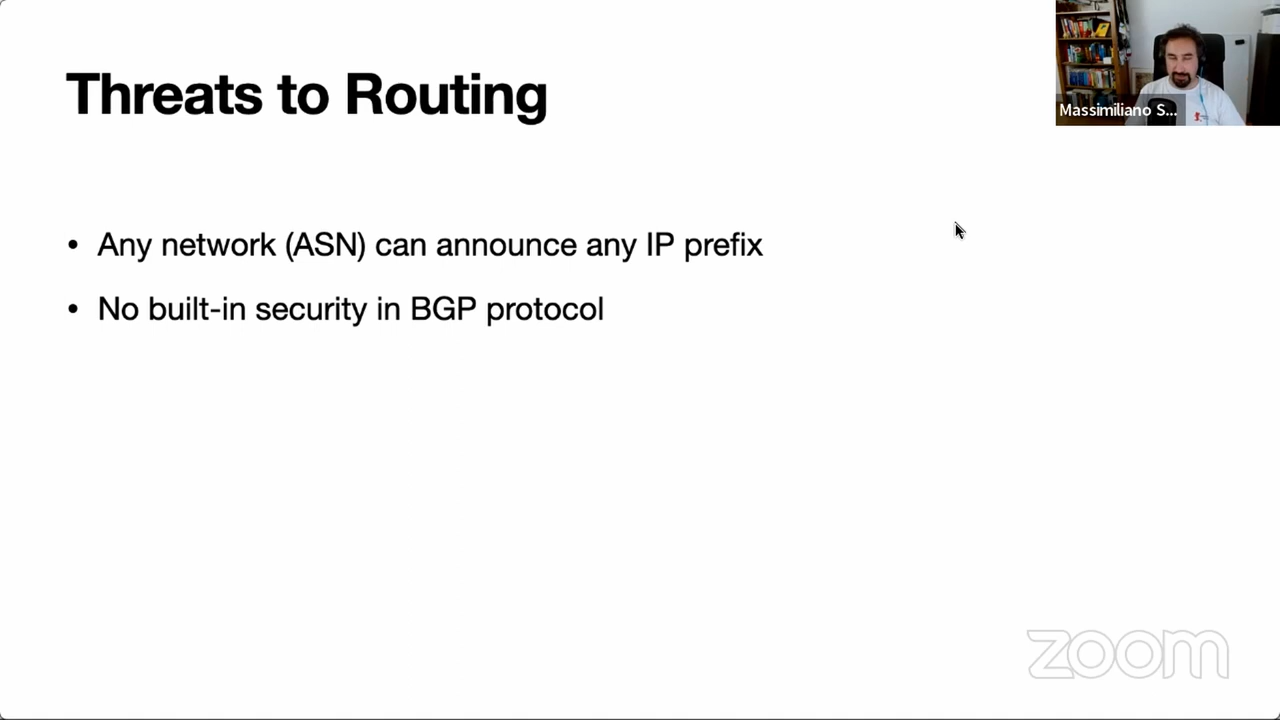 Threats to Routing
Massimiliano S...
• Any network (ASN) can announce any IP prefix
• No built-in security in BGP protocol
zoom